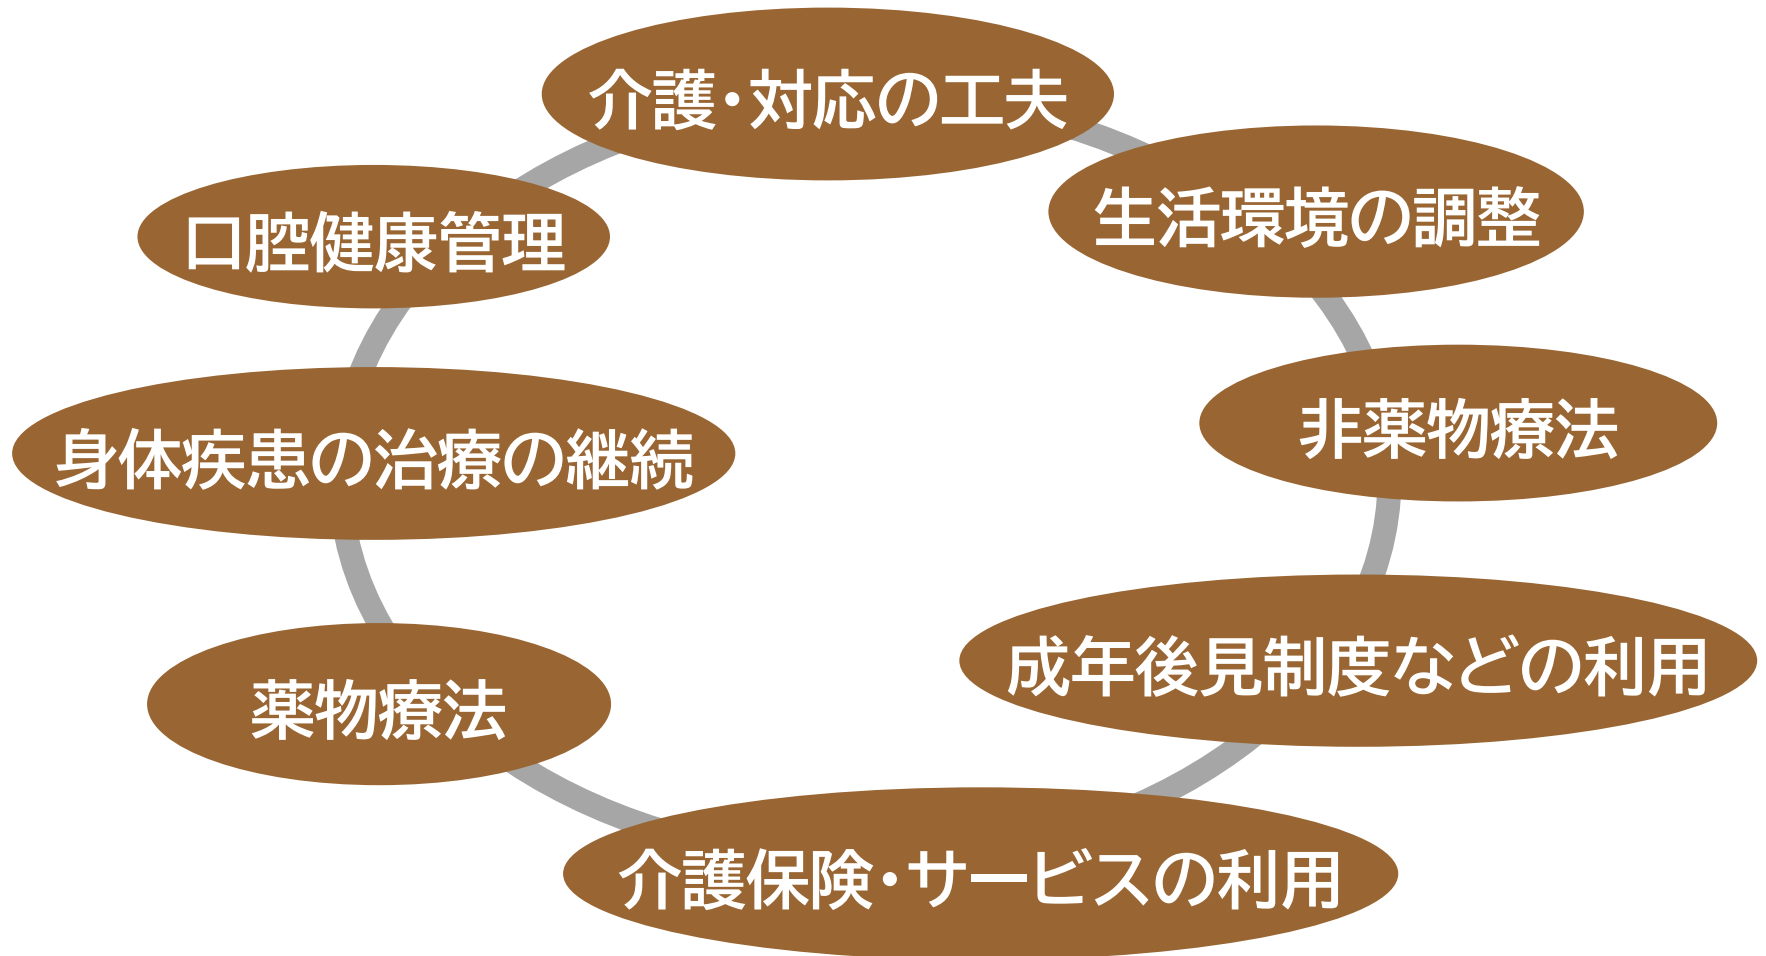 介護・対応の工夫
生活環境の調整
口腔健康管理
非薬物療法
身体疾患の治療の継続
成年後見制度などの利用
薬物療法
介護保険・サービスの利用